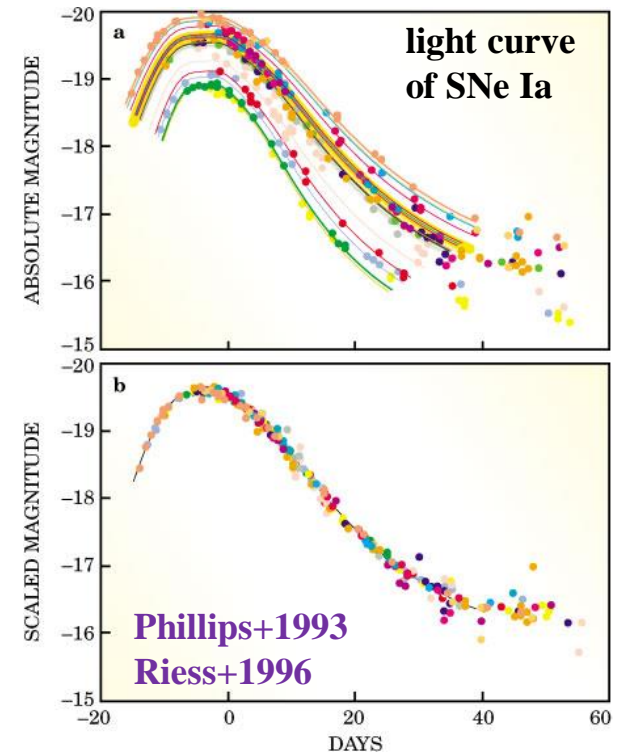 −20
a
light curve
of SNe Ia
−19
−18
−17
−16
−15
ABSOLUTE MAGNITUDE
−20
b
−19
−18
−17
−16
−15
SCALED MAGNITUDE
Phillips+1993
Riess+1996
−20
0
20
40
60
DAYS